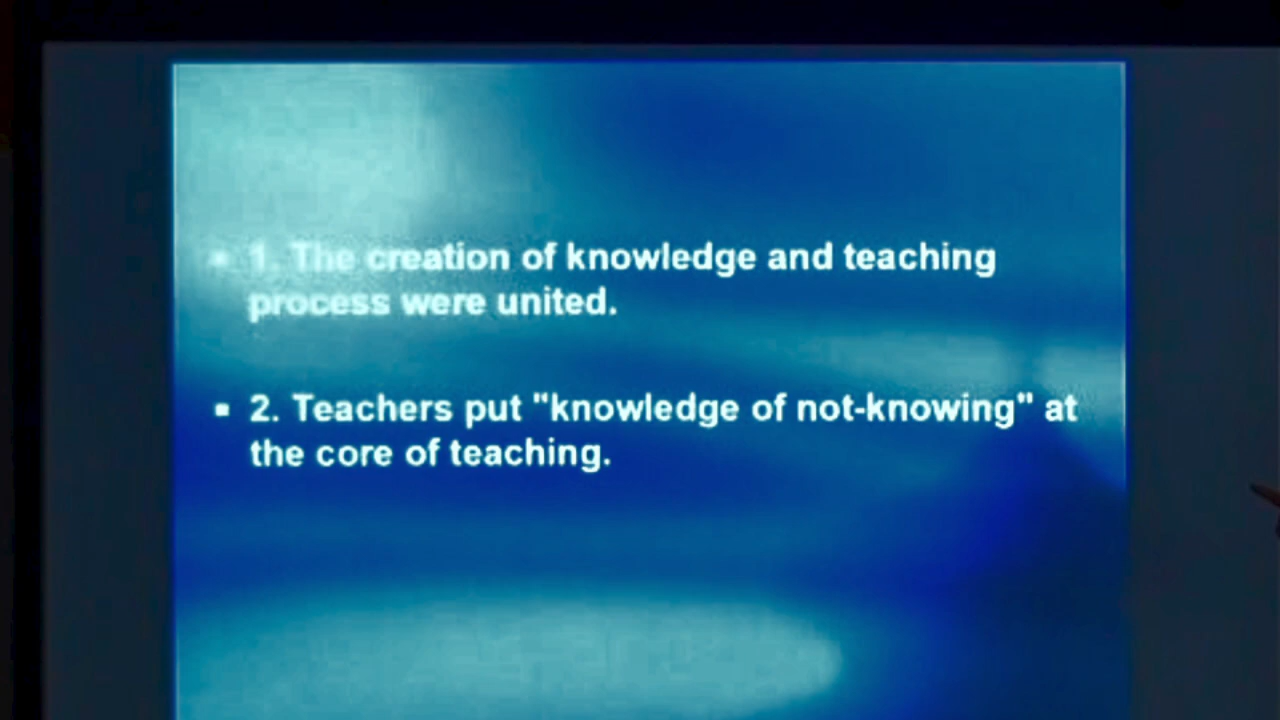 ▪ 1. The creation of knowledge and teaching
process were united.
▪ 2. Teachers put "knowledge of not-knowing" at
the core of teaching.